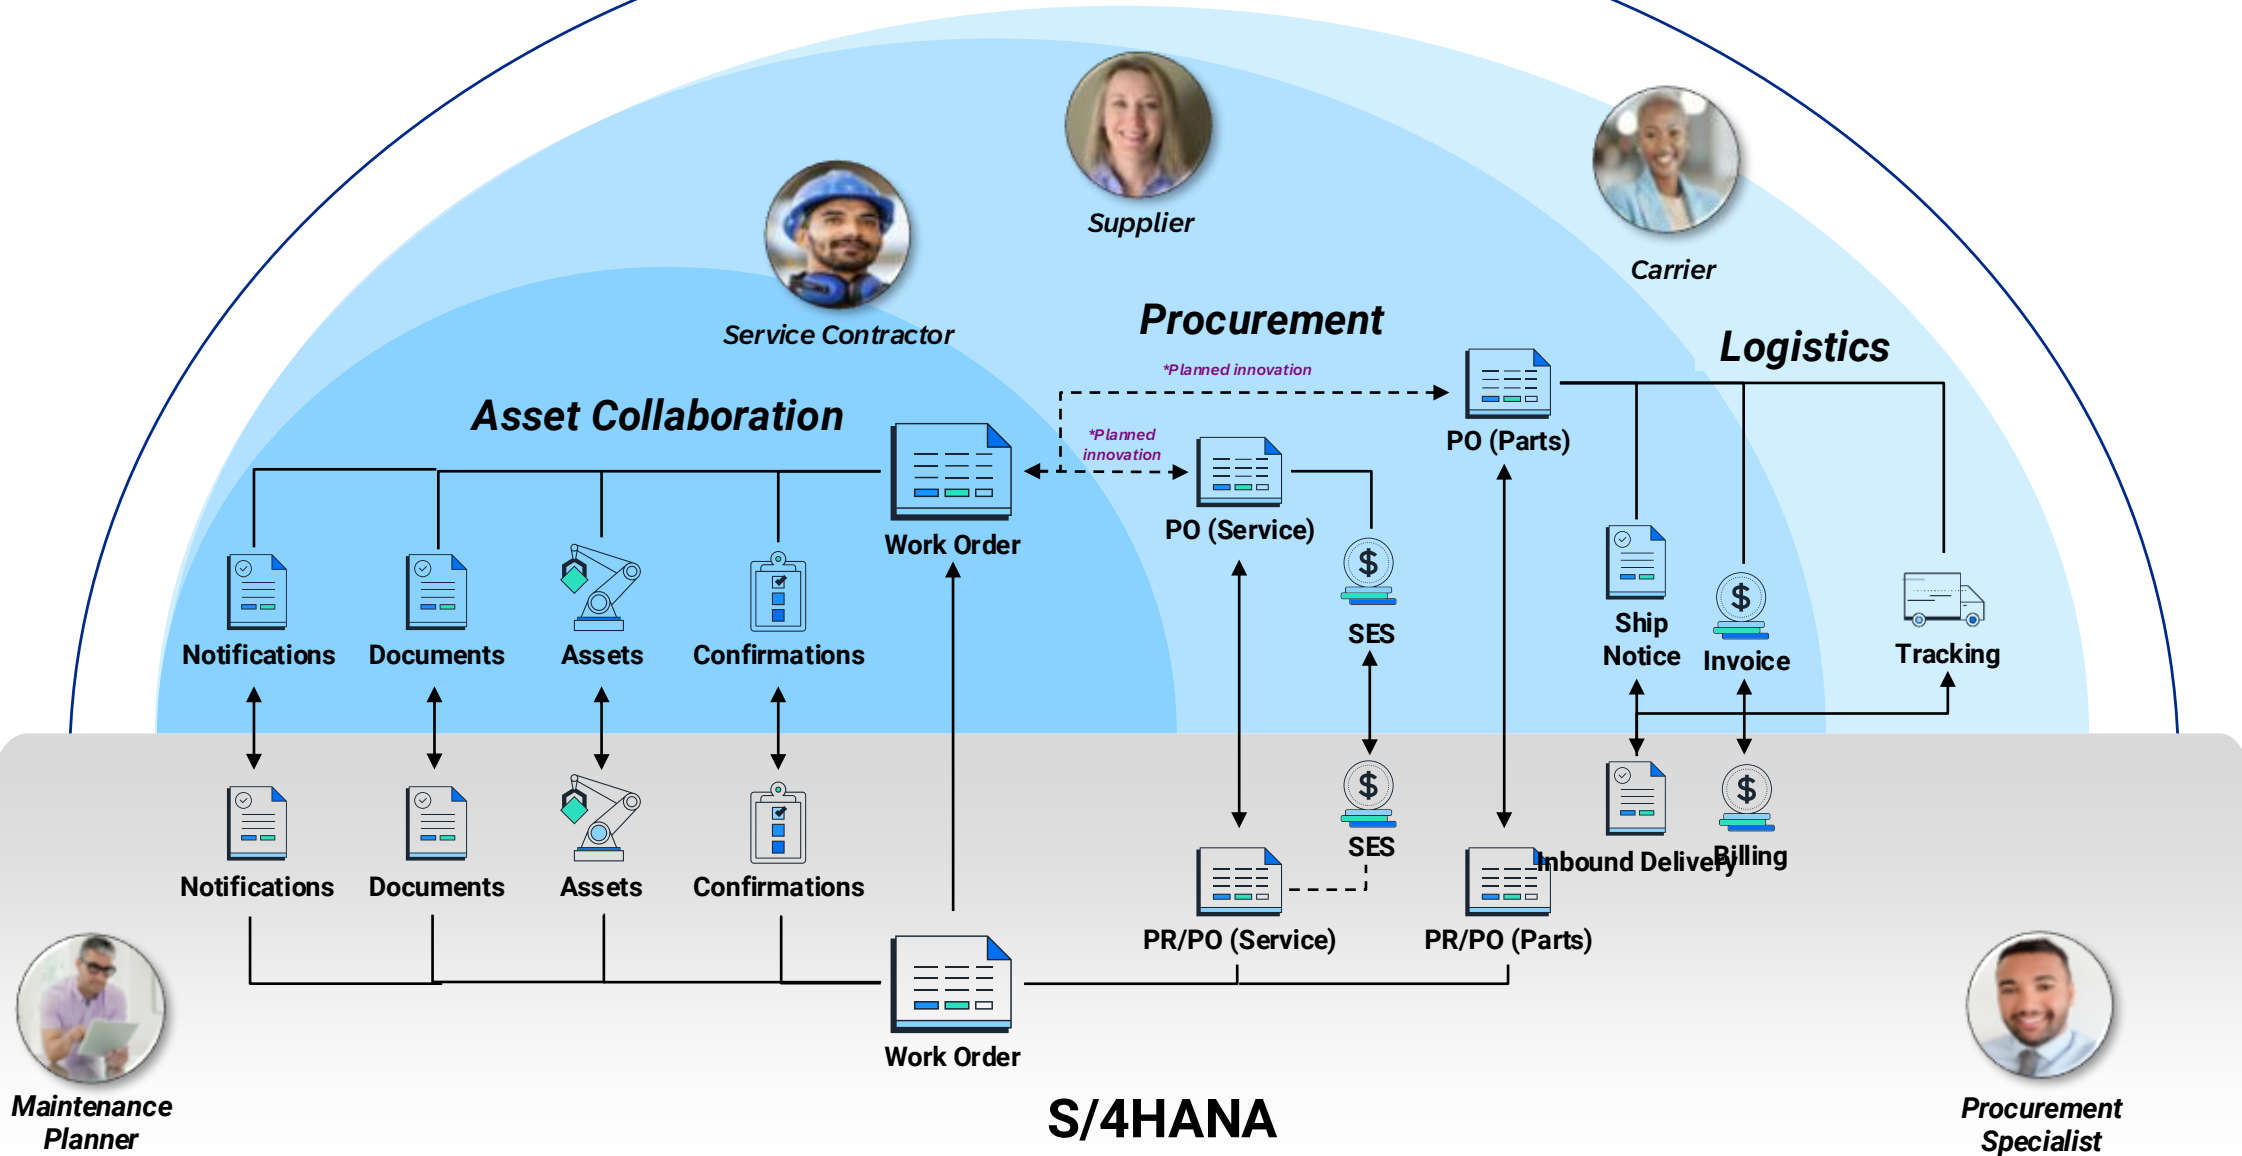 Supplier
Carrier
Service Contractor
Procurement
Logistics
*Planned innovation
Asset Collaboration
*Planned
innovation
PO (Parts)
PO (Service)
Work Order
SES
Ship
Notice
Invoice
Tracking
Notifications
Documents
Assets
Confirmations
SES
Inbound Delivery
Billing
Notifications
Documents
Assets
Confirmations
PR/PO (Service)
PR/PO (Parts)
Work Order
Maintenance
Planner
S/4HANA
Procurement
Specialist
$
$
$
$